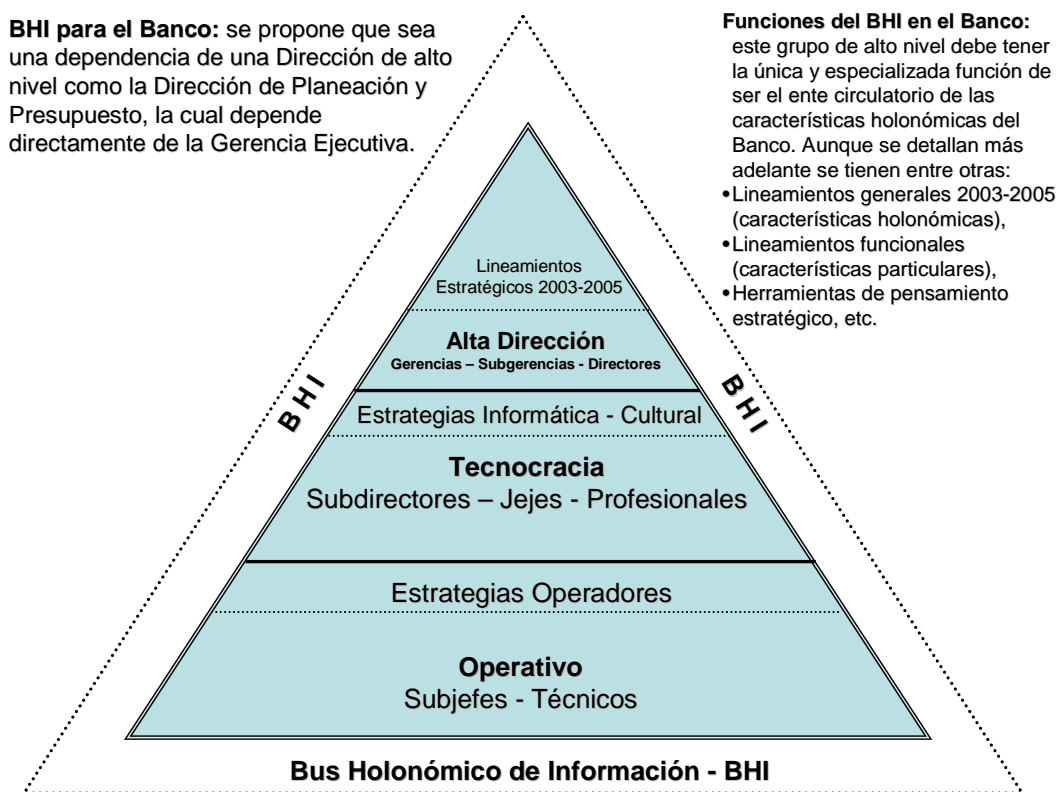 BHI para el Banco: se propone que sea
una dependencia de una Dirección de alto
nivel como la Dirección de Planeación y
Presupuesto, la cual depende
directamente de la Gerencia Ejecutiva.
Funciones del BHI en el Banco:
este grupo de alto nivel debe tener
la única y especializada función de
ser el ente circulatorio de las
características holonómicas del
Banco. Aunque se detallan más
adelante se tienen entre otras:
•Lineamientos generales 2003-2005
(características holonómicas),
•Lineamientos funcionales
(características particulares),
•Herramientas de pensamiento
estratégico, etc.
Lineamientos
Estratégicos 2003-2005
Alta Dirección
Gerencias – Subgerencias - Directores
B H I
B H I
Estrategias Informática - Cultural
Tecnocracia
Subdirectores – Jejes - Profesionales
Estrategias Operadores
Operativo
Subjefes - Técnicos
Bus Holonómico de Información - BHI